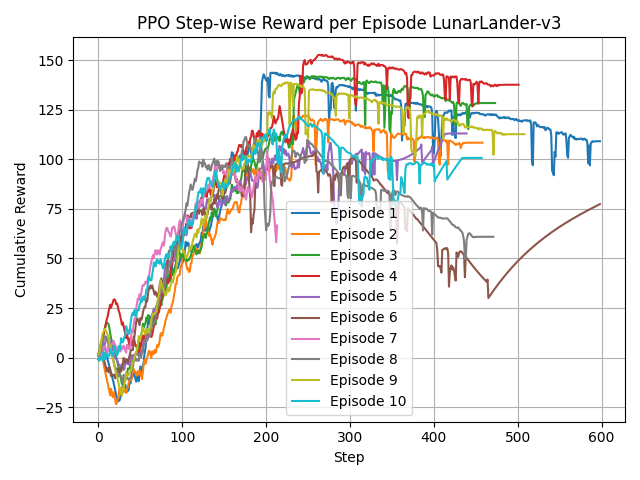 PPO Step-wise Reward per Episode LunarLander-v3
Cumulative Reward
150
125
100
75
50
25
0
−25
0 100 200 300 400 500 600
Step
Episode 1
Episode 2
Episode 3
Episode 4
Episode 5
Episode 6
Episode 7
Episode 8
Episode 9
Episode 10